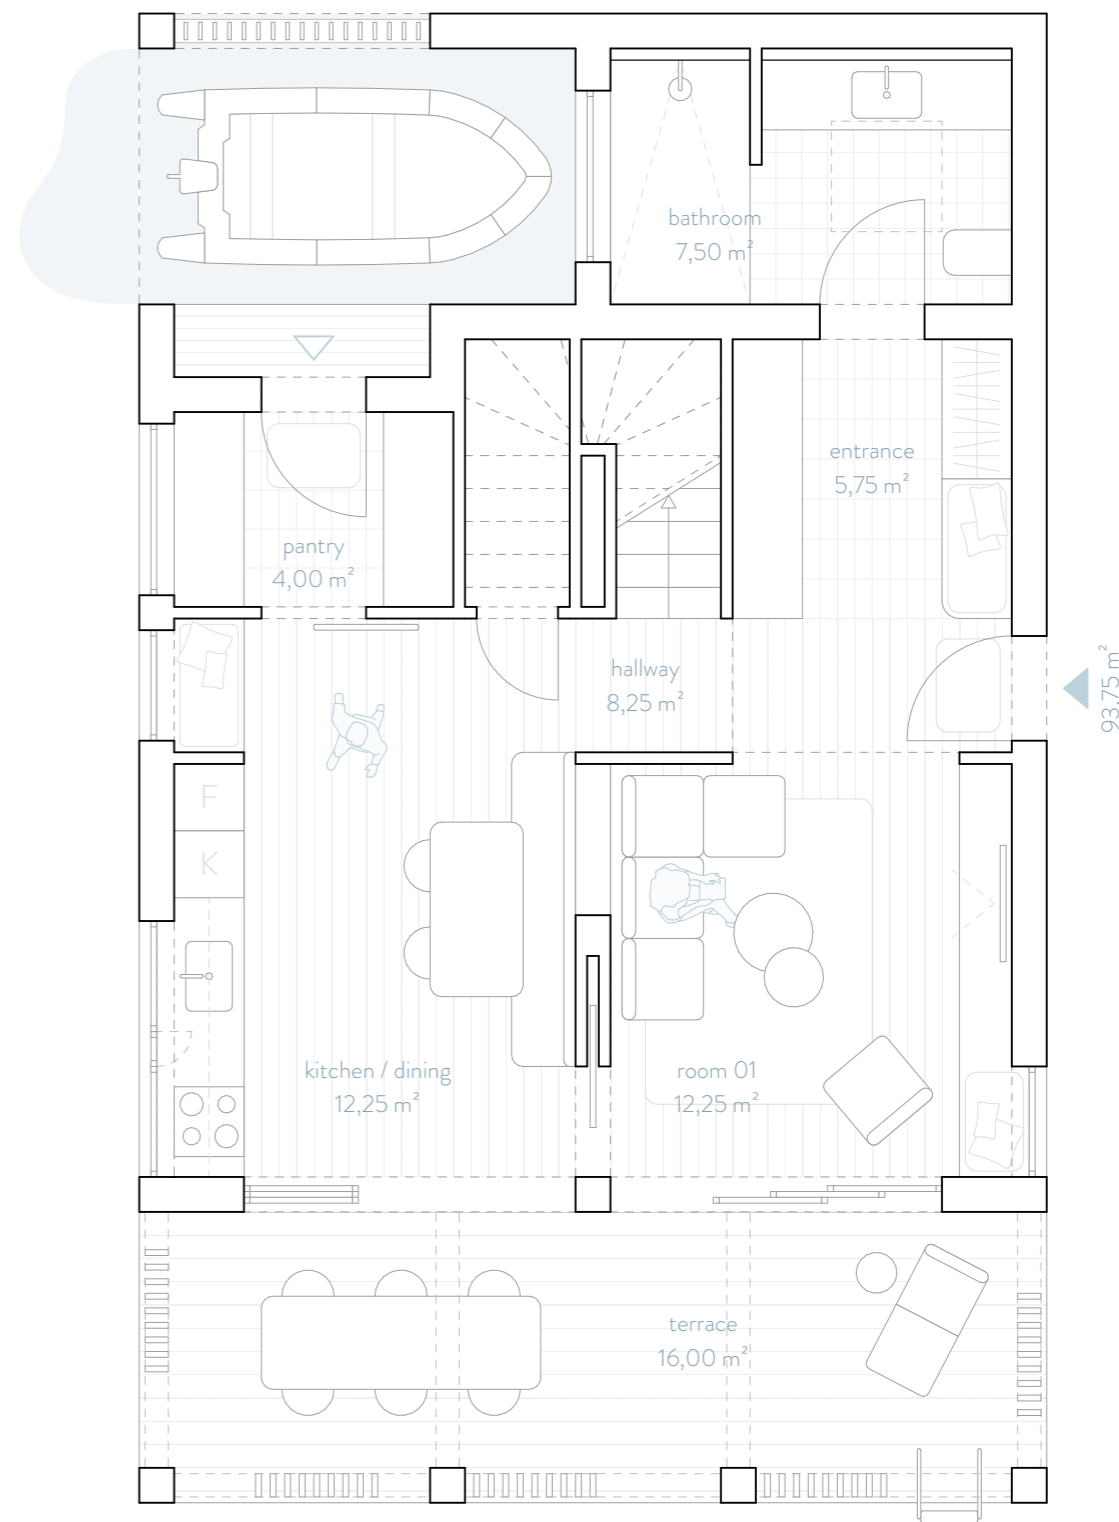 bathroom
7,50 m²
entrance
5,75 m²
pantry
4,00 m²
hallway
8,25 m²
93,75 m²
F
K
kitchen / dining
12,25 m²
room 01
12,25 m²
terrace
16,00 m²